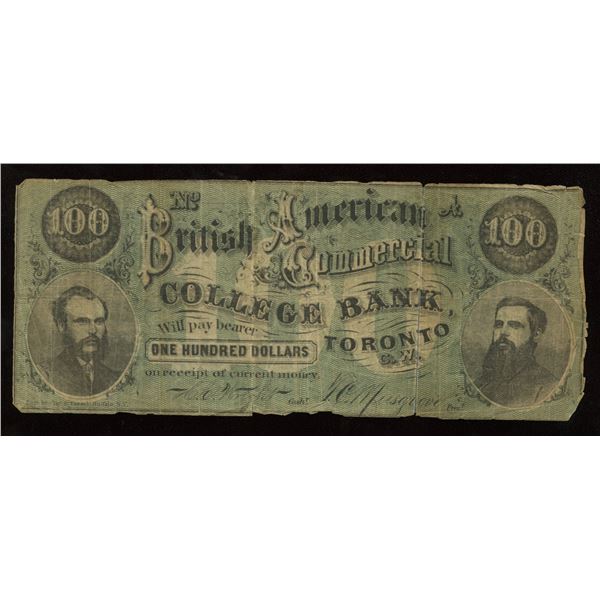 100 No American A 100
British Commercial
COLLEGE BANK,
Will pay bearer TORONTO
ONE HUNDRED DOLLARS C.W.
on receipt of current money.
Cash! J C Musgrove Pres!